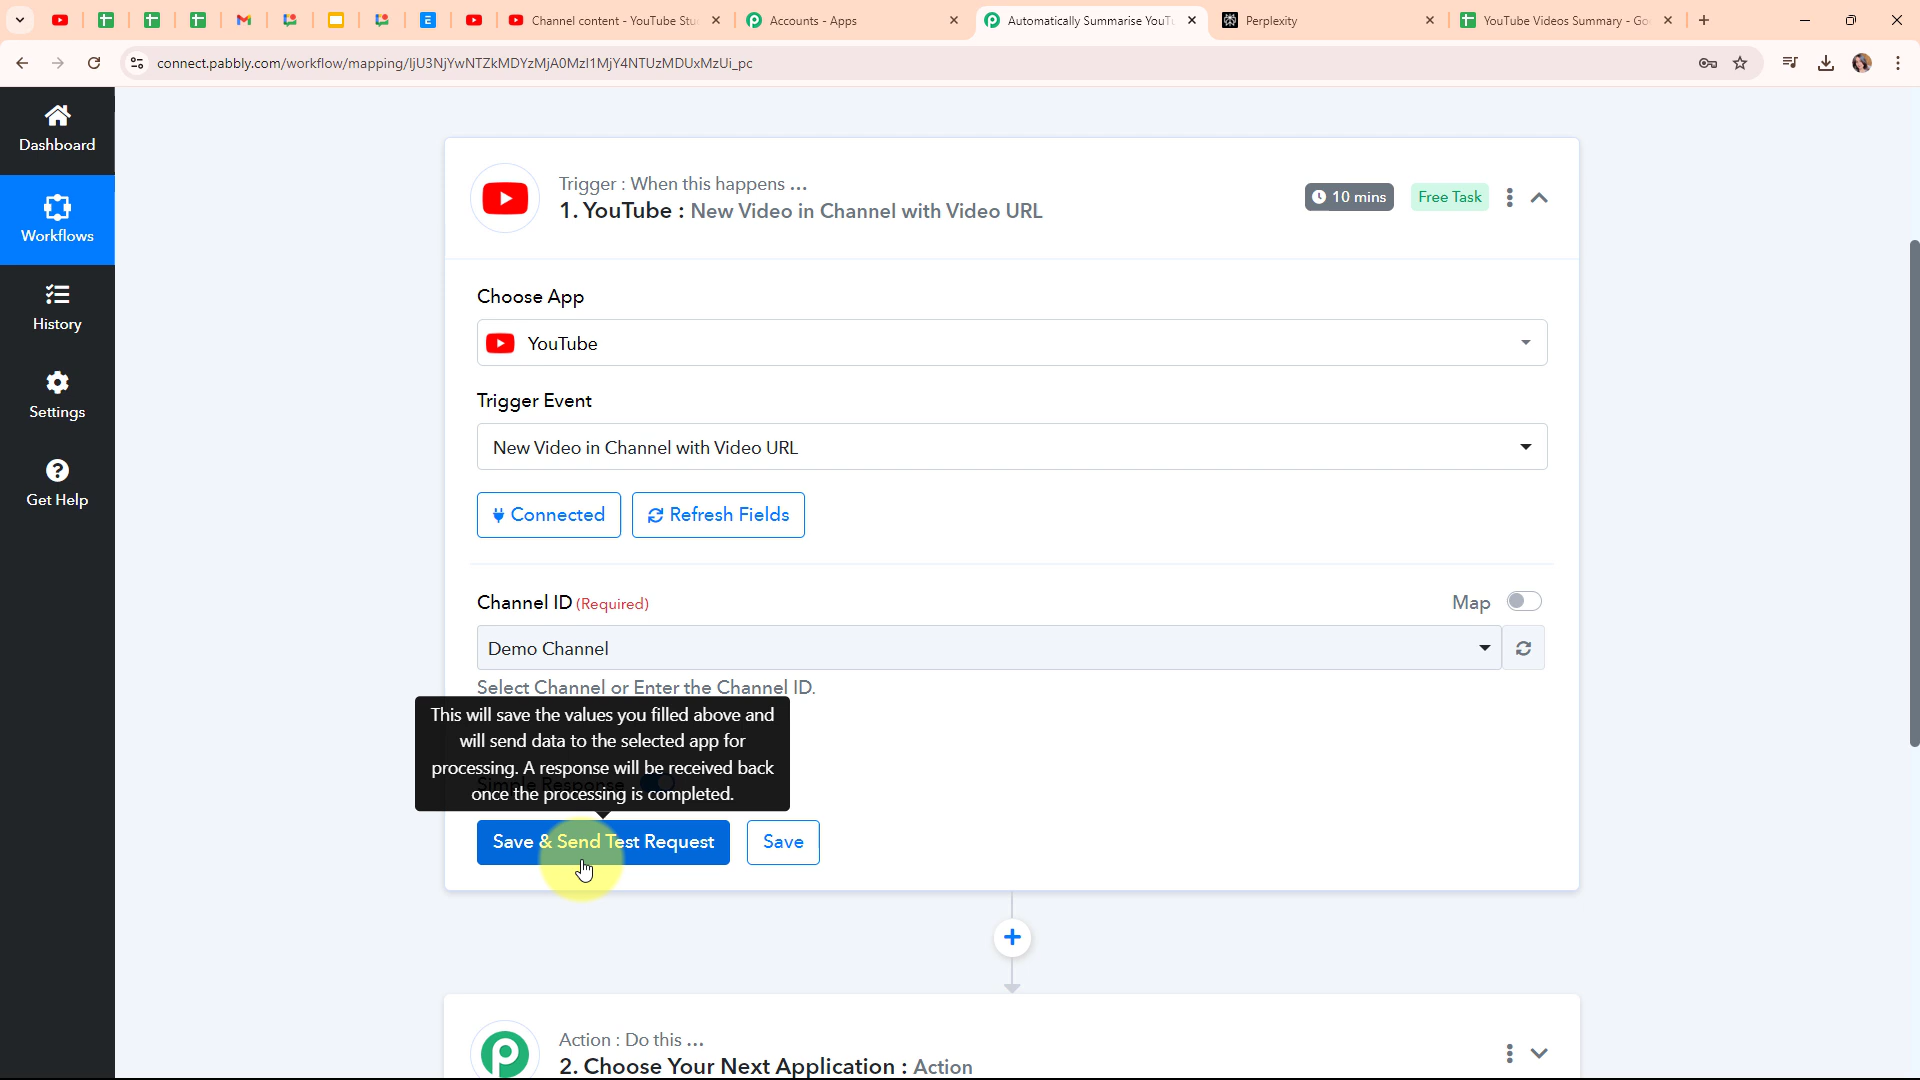 Channel content - YouTube Stu
Accounts - Apps
Automatically Summarise YouT
Perplexity
YouTube Videos Summary - Go
connect.pabbly.com/workflow/mapping/IjU3NjYwNTZkMDYzMjA0MzI1MjY4NTUzMDUxMzUi_pc
Dashboard
Workflows
History
Settings
Get Help
Trigger : When this happens ...
1. YouTube : New Video in Channel with Video URL
10 mins
Free Task
Choose App
YouTube
Trigger Event
New Video in Channel with Video URL
Connected
Refresh Fields
Channel ID (Required)
Map
Demo Channel
Select Channel or Enter the Channel ID.
This will save the values you filled above and
will send data to the selected app for
processing. A response will be received back
once the processing is completed.
Simple Response
Save & Send Test Request
Save
Action : Do this ...
2. Choose Your Next Application : Action